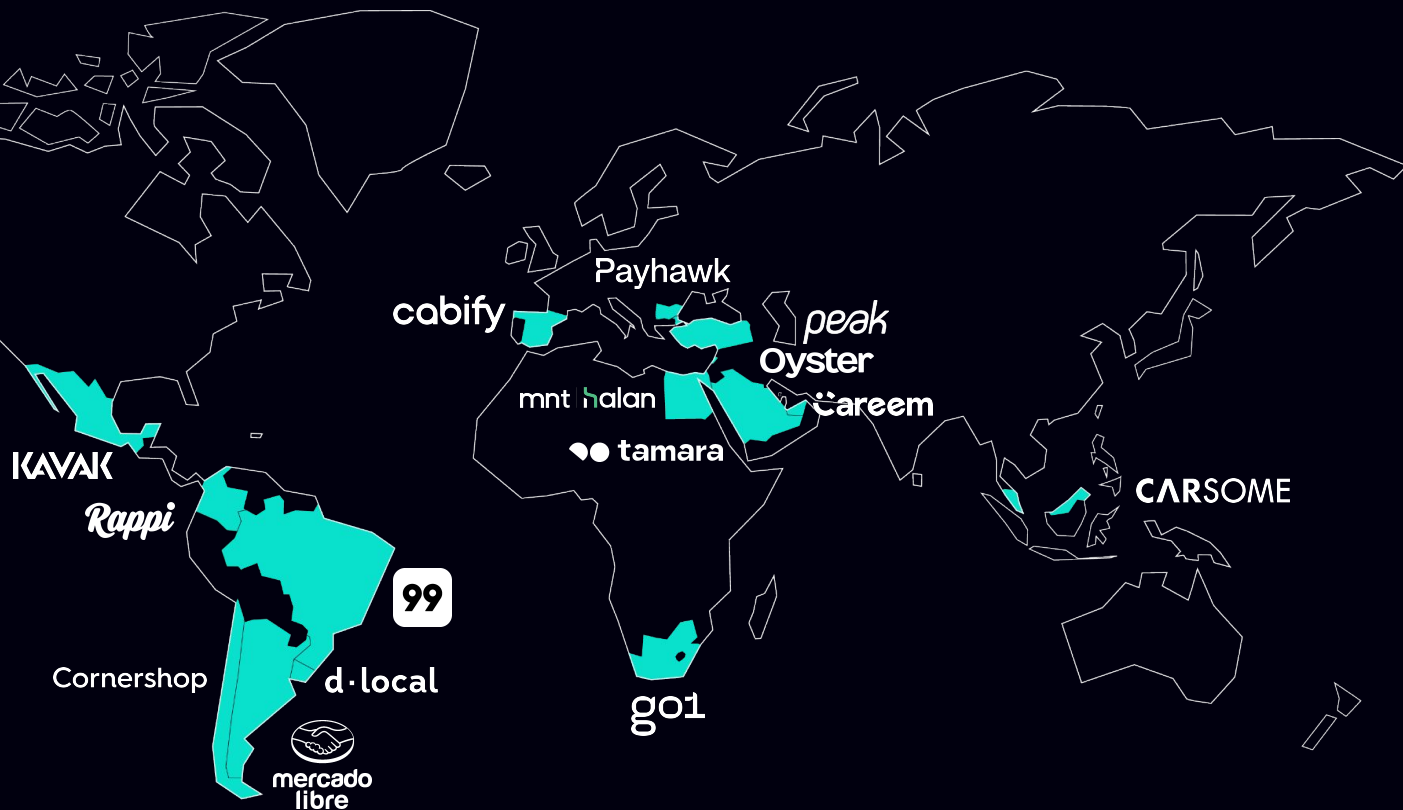 Payhawk
cabify
peak
Oyster
mnt halan
Careem
tamara
KAVAK
CARSOME
Rappi
99
Cornershop
d·local
go1
mercado
libre